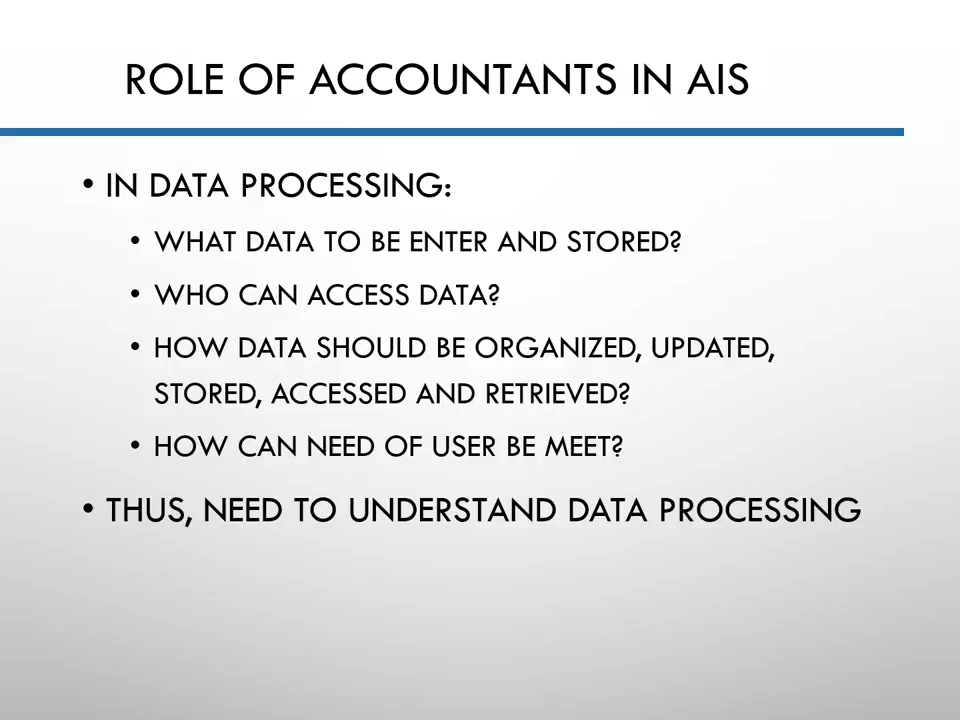 ROLE OF ACCOUNTANTS IN AIS
• IN DATA PROCESSING:
• WHAT DATA TO BE ENTER AND STORED?
• WHO CAN ACCESS DATA?
• HOW DATA SHOULD BE ORGANIZED, UPDATED,
STORED, ACCESSED AND RETRIEVED?
• HOW CAN NEED OF USER BE MEET?
• THUS, NEED TO UNDERSTAND DATA PROCESSING